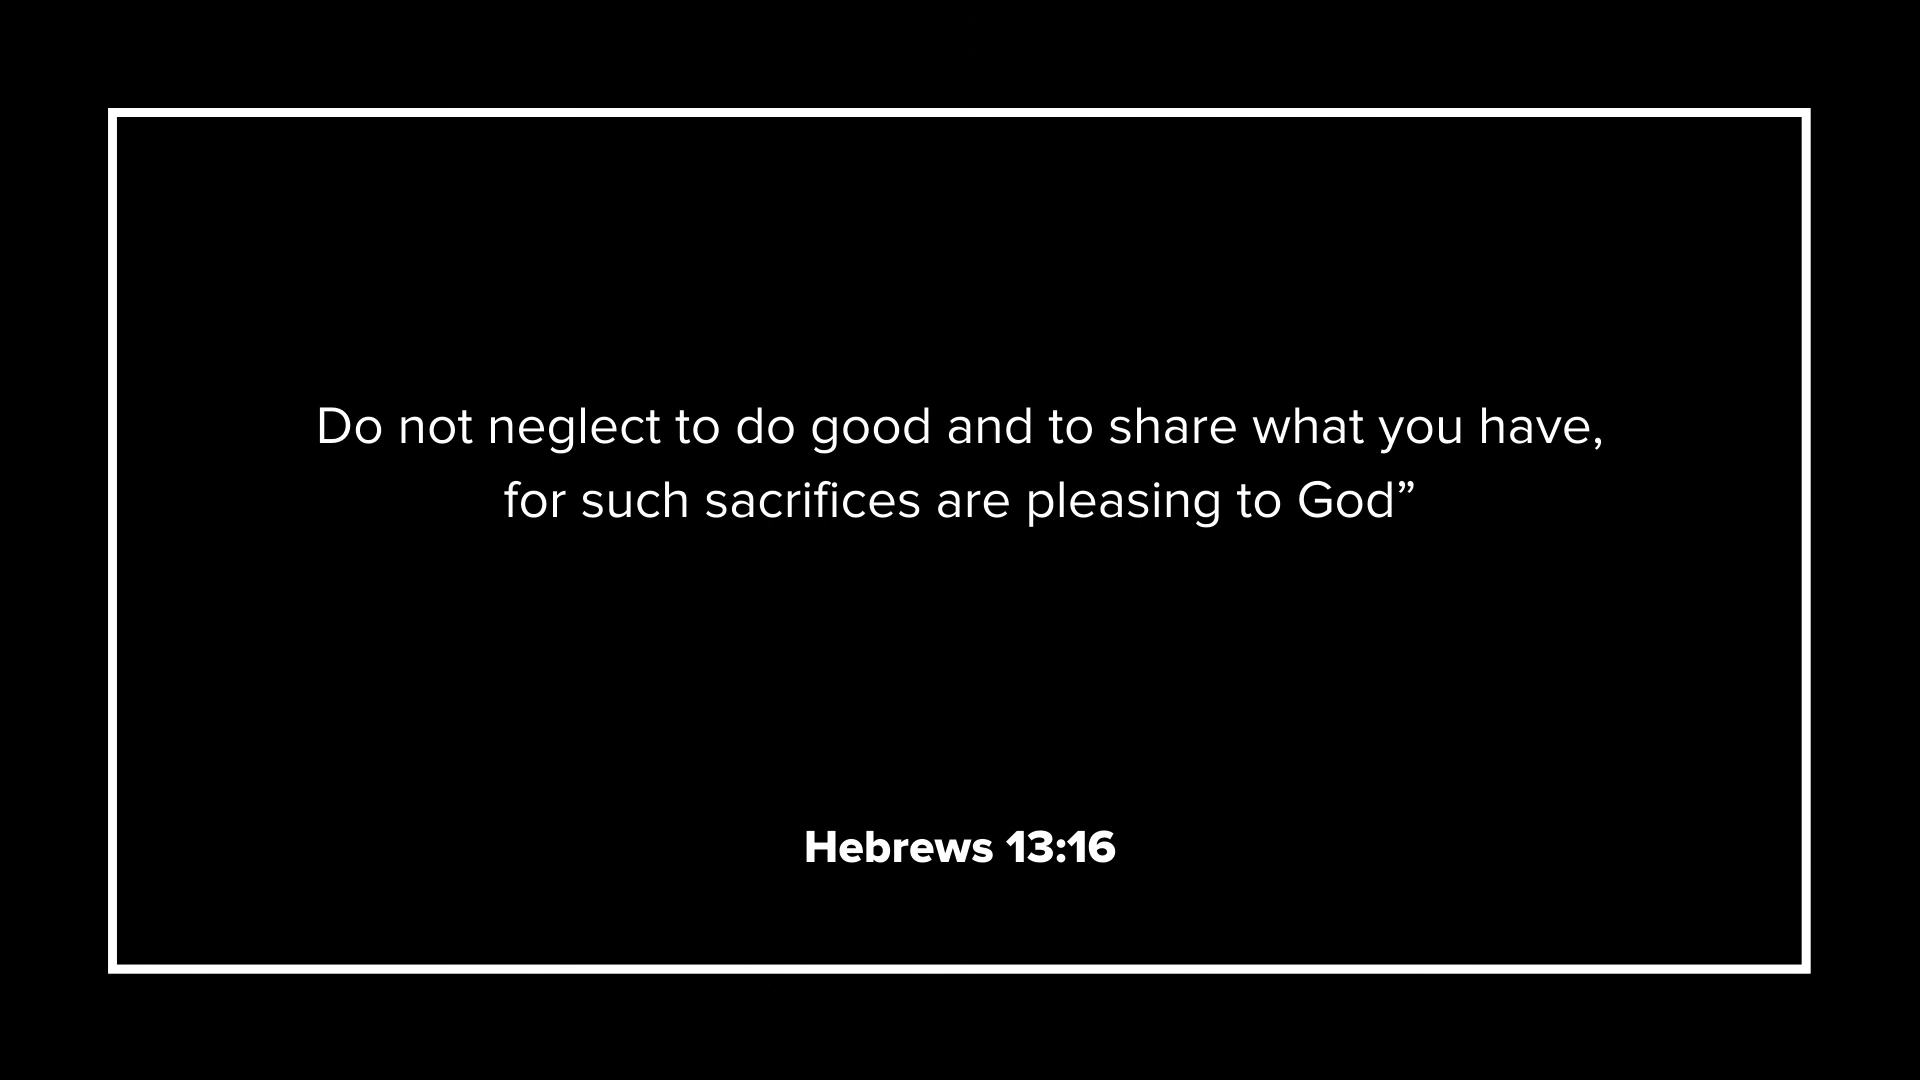 Do not neglect to do good and to share what you have,
for such sacrifices are pleasing to God”
Hebrews 13:16